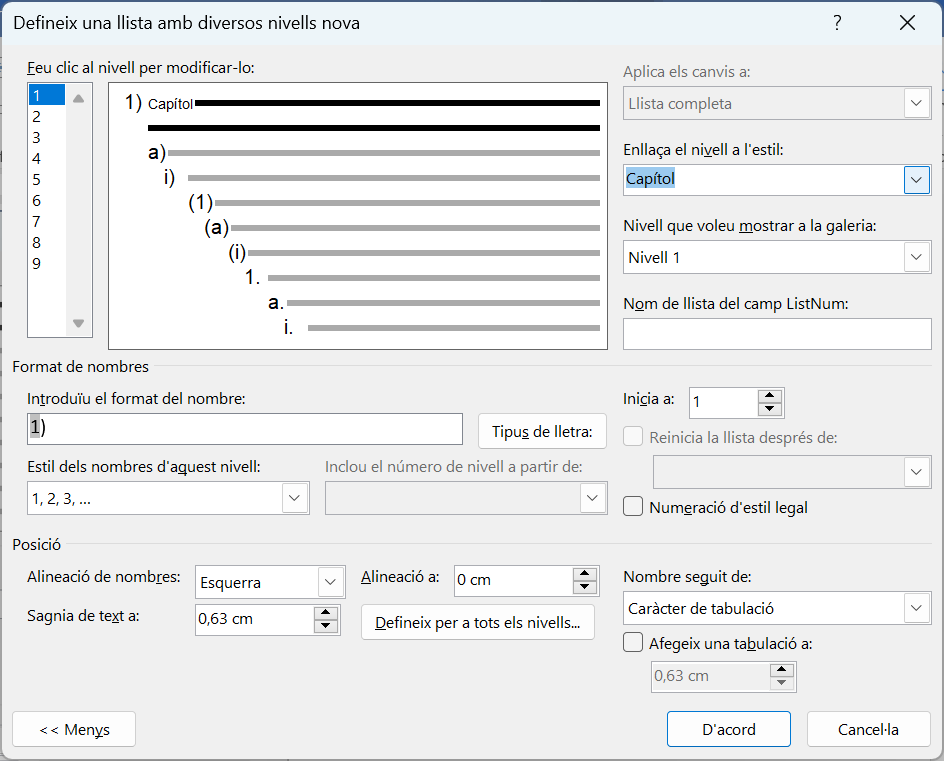 Defineix una llista amb diversos nivells nova
?
Feu clic al nivell per modificar-lo:
1
2
3
4
5
6
7
8
9
1) Capítol
a)
i)
(1)
(a)
(i)
1.
a.
i.
Aplica els canvis a:
Llista completa
Enllaça el nivell a l'estil:
Capítol
Nivell que voleu mostrar a la galeria:
Nivell 1
Nom de llista del camp ListNum:
Format de nombres
Introduïu el format del nombre:
1)
Tipus de lletra:
Estil dels nombres d'aquest nivell:
1, 2, 3, ...
Inclou el número de nivell a partir de:
Inicia a:
1
Reinicia la llista després de:
Numeració d'estil legal
Posició
Alineació de nombres:
Esquerra
Alineació a:
0 cm
Sagnia de text a:
0,63 cm
Defineix per a tots els nivells...
Nombre seguit de:
Caràcter de tabulació
Afegeix una tabulació a:
0,63 cm
<< Menys
D'acord
Cancel·la